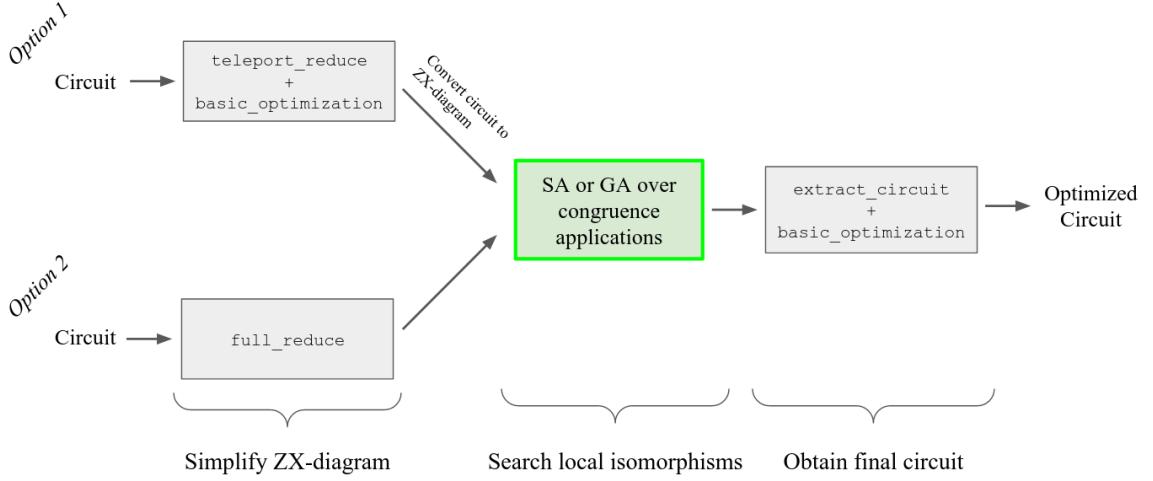 Option 1
Circuit
teleport_reduce
+
basic_optimization
Convert circuit to
ZX-diagram
SA or GA over
congruence
applications
extract_circuit
+
basic_optimization
Optimized
Circuit
Option 2
Circuit
full_reduce
Simplify ZX-diagram
Search local isomorphisms
Obtain final circuit